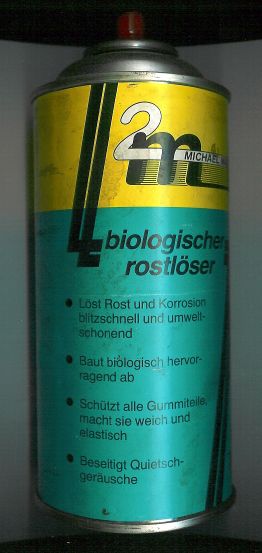 2m
MICHAEL
biologischer
rostlöser
• Löst Rost und Korrosion
blitzschnell und umwelt-
schonend
• Baut biologisch hervor-
ragend ab
• Schützt alle Gummiteile,
macht sie weich und
elastisch
• Beseitigt Quietsch-
geräusche